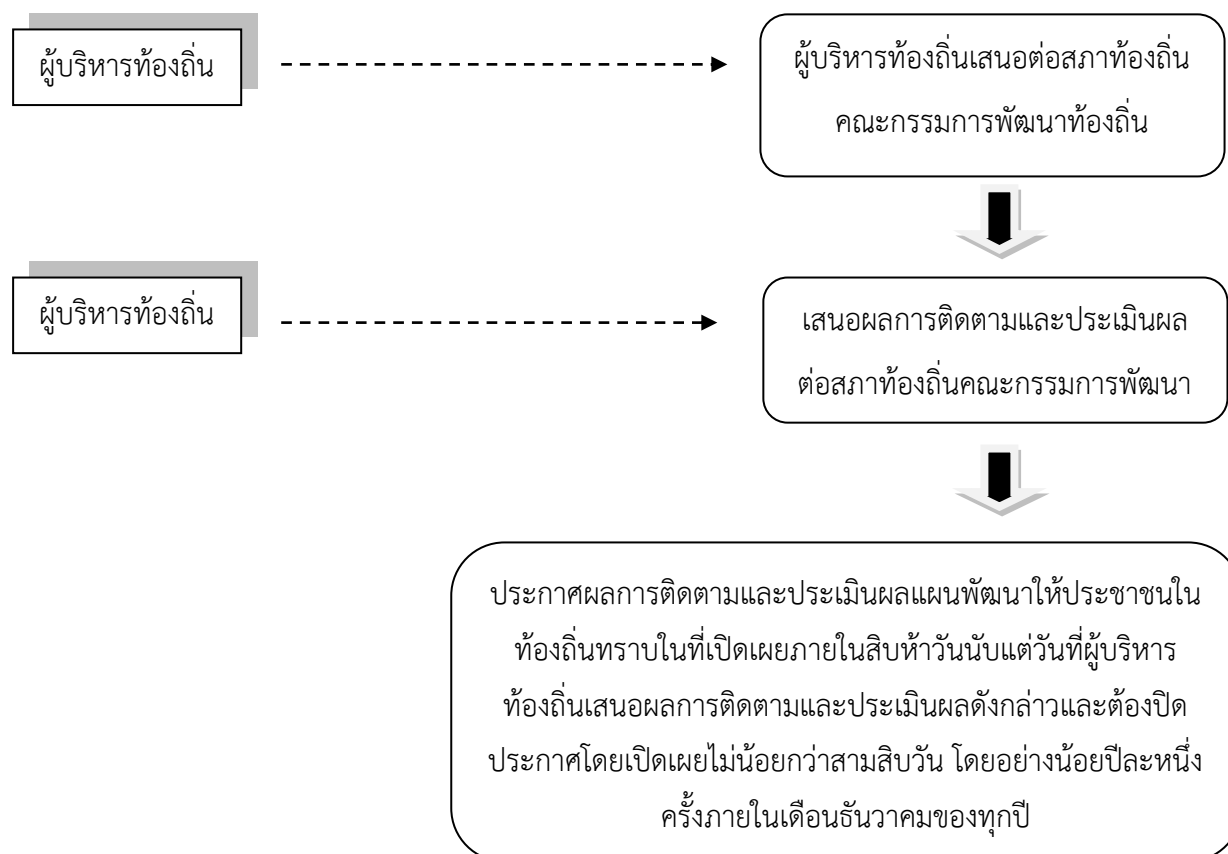 ผู้บริหารท้องถิ่น
ผู้บริหารท้องถิ่นเสนอต่อสภาท้องถิ่น
คณะกรรมการพัฒนาท้องถิ่น
ผู้บริหารท้องถิ่น
เสนอผลการติดตามและประเมินผล
ต่อสภาท้องถิ่นคณะกรรมการพัฒนา
ประกาศผลการติดตามและประเมินผลแผนพัฒนาให้ประชาชนใน
ท้องถิ่นทราบในที่เปิดเผยภายในสิบห้าวันนับแต่วันที่ผู้บริหาร
ท้องถิ่นเสนอผลการติดตามและประเมินผลดังกล่าวและต้องปิด
ประกาศโดยเปิดเผยไม่น้อยกว่าสามสิบวัน โดยอย่างน้อยปีละหนึ่ง
ครั้งภายในเดือนธันวาคมของทุกปี